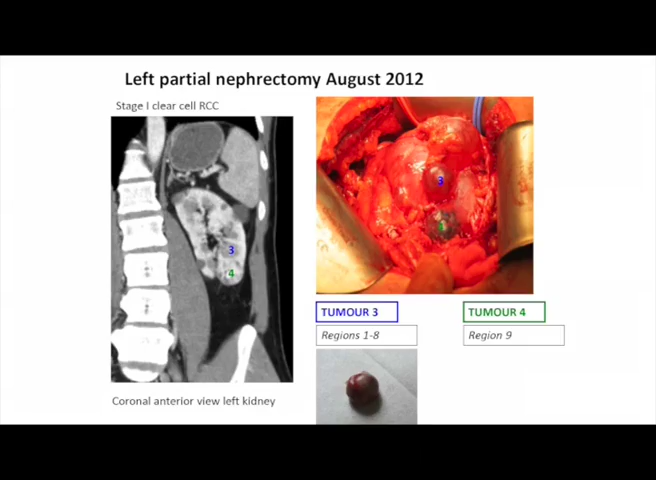 Left partial nephrectomy August 2012
Stage I clear cell RCC
3
4
3
TUMOUR 3
TUMOUR 4
Regions 1-8
Region 9
Coronal anterior view left kidney